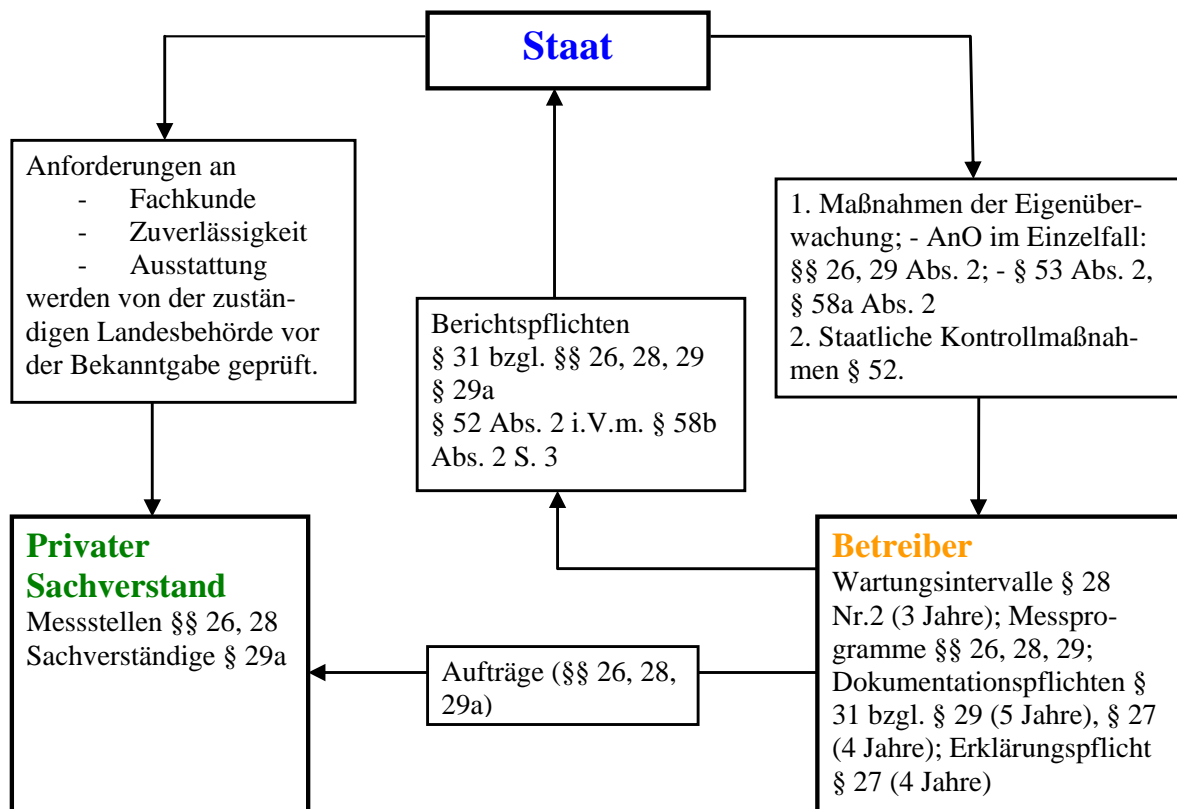 Staat
Anforderungen an
- Fachkunde
- Zuverlässigkeit
- Ausstattung
werden von der zustän-
digen Landesbehörde vor
der Bekanntgabe geprüft.
Berichtspflichten
§ 31 bzgl. §§ 26, 28, 29
§ 29a
§ 52 Abs. 2 i.V.m. § 58b
Abs. 2 S. 3
1. Maßnahmen der Eigenüber-
wachung; - AnO im Einzelfall:
§§ 26, 29 Abs. 2; - § 53 Abs. 2,
§ 58a Abs. 2
2. Staatliche Kontrollmaßnah-
men § 52.
Privater
Sachverstand
Messstellen §§ 26, 28
Sachverständige § 29a
Aufträge (§§ 26, 28,
29a)
Betreiber
Wartungsintervalle § 28
Nr.2 (3 Jahre); Messpro-
gramme §§ 26, 28, 29;
Dokumentationspflichten §
31 bzgl. § 29 (5 Jahre), § 27
(4 Jahre); Erklärungspflicht
§ 27 (4 Jahre)